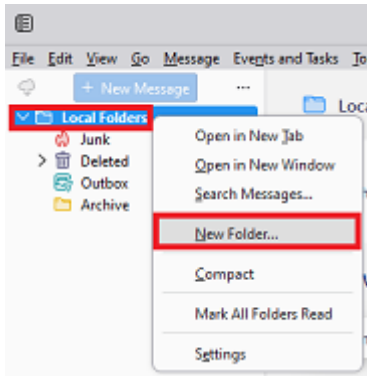 File Edit View Go Message Events and Tasks
+ New Message ...
Local Folders
Junk
Deleted
Outbox
Archive
Open in New Tab
Open in New Window
Search Messages...
New Folder...
Compact
Mark All Folders Read
Settings